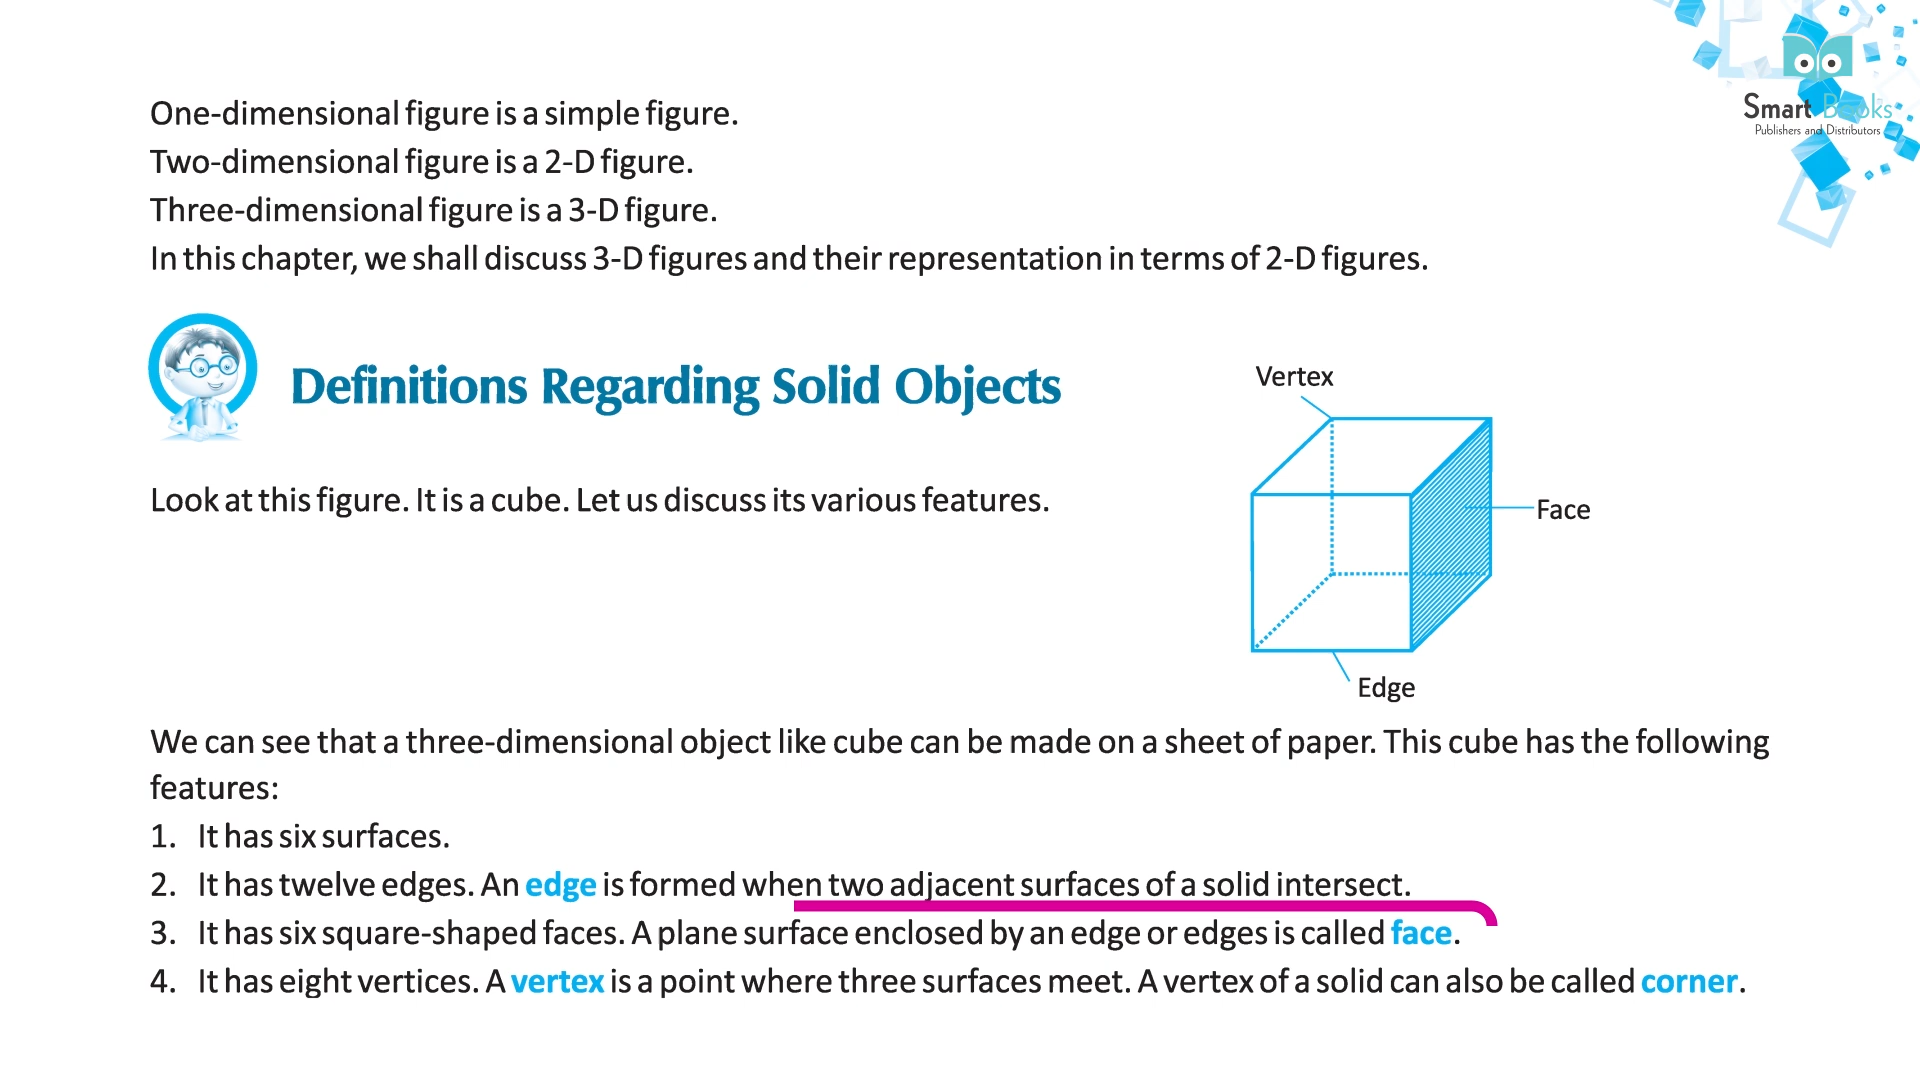 Smart Books
Publishers and Distributors
One-dimensional figure is a simple figure.
Two-dimensional figure is a 2-D figure.
Three-dimensional figure is a 3-D figure.
In this chapter, we shall discuss 3-D figures and their representation in terms of 2-D figures.
Definitions Regarding Solid Objects
Vertex
Look at this figure. It is a cube. Let us discuss its various features.
Face
Edge
We can see that a three-dimensional object like cube can be made on a sheet of paper. This cube has the following
features:
1. It has six surfaces.
2. It has twelve edges. An edge is formed when two adjacent surfaces of a solid intersect.
3. It has six square-shaped faces. A plane surface enclosed by an edge or edges is called face.
4. It has eight vertices. A vertex is a point where three surfaces meet. A vertex of a solid can also be called corner.